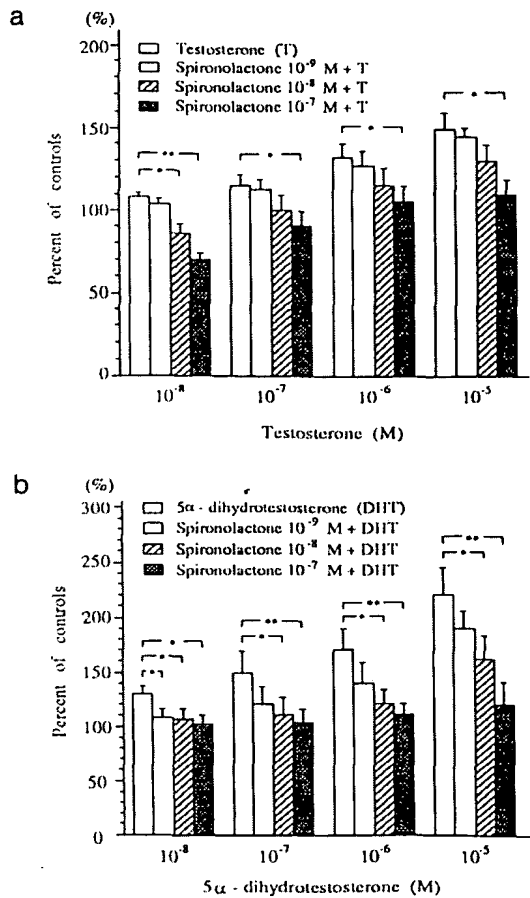 a
(%)
200
150
100
50
0
Percent of controls
Testosterone (T)
Spironolactone 10⁻⁹ M + T
Spironolactone 10⁻⁸ M + T
Spironolactone 10⁻⁷ M + T
10⁻⁸ 10⁻⁷ 10⁻⁶ 10⁻⁵
Testosterone (M)
b
(%)
300
250
200
150
100
50
0
Percent of controls
5α - dihydrotestosterone (DHT)
Spironolactone 10⁻⁹ M + DHT
Spironolactone 10⁻⁸ M + DHT
Spironolactone 10⁻⁷ M + DHT
10⁻⁸ 10⁻⁷ 10⁻⁶ 10⁻⁵
5α - dihydrotestosterone (M)